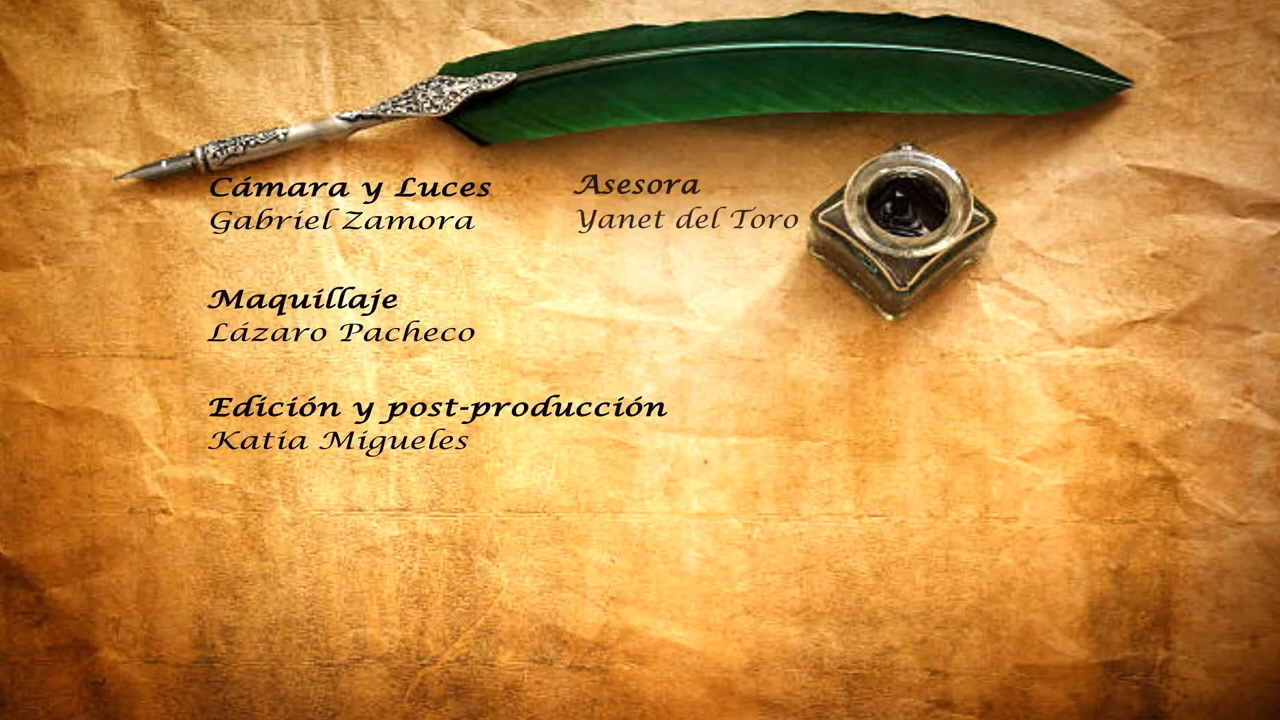 Cámara y Luces
Gabriel Zamora
Asesora
Yanet del Toro
Maquillaje
Lázaro Pacheco
Edición y post-producción
Katia Migueles